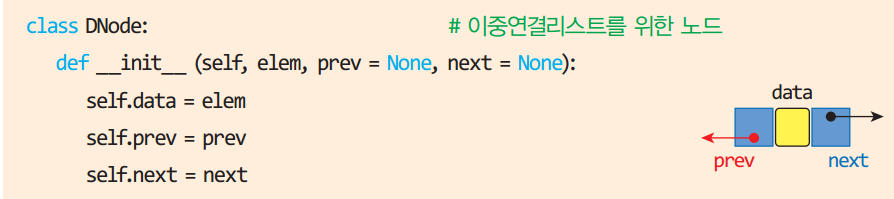 class DNode: # 이중연결리스트를 위한 노드
def __init__ (self, elem, prev = None, next = None):
self.data = elem
self.prev = prev
self.next = next
data
prev next